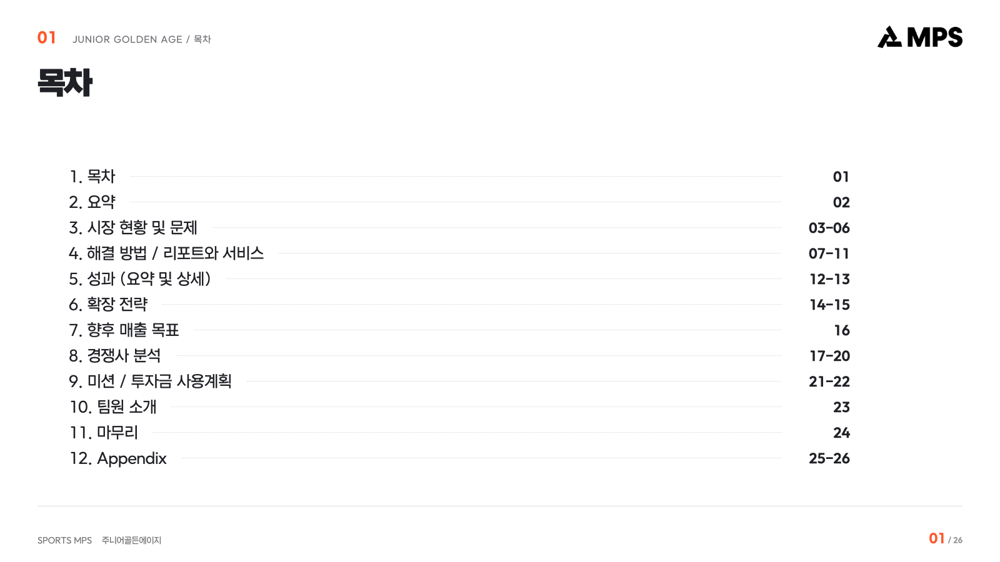 01 JUNIOR GOLDEN AGE / 목차
MPS
목차
1. 목차 01
2. 요약 02
3. 시장 현황 및 문제 03-06
4. 해결 방법 / 리포트와 서비스 07-11
5. 성과 (요약 및 상세) 12-13
6. 확장 전략 14-15
7. 향후 매출 목표 16
8. 경쟁사 분석 17-20
9. 미션 / 투자금 사용계획 21-22
10. 팀원 소개 23
11. 마무리 24
12. Appendix 25-26
SPORTS MPS 주니어골든에이지
01 / 26